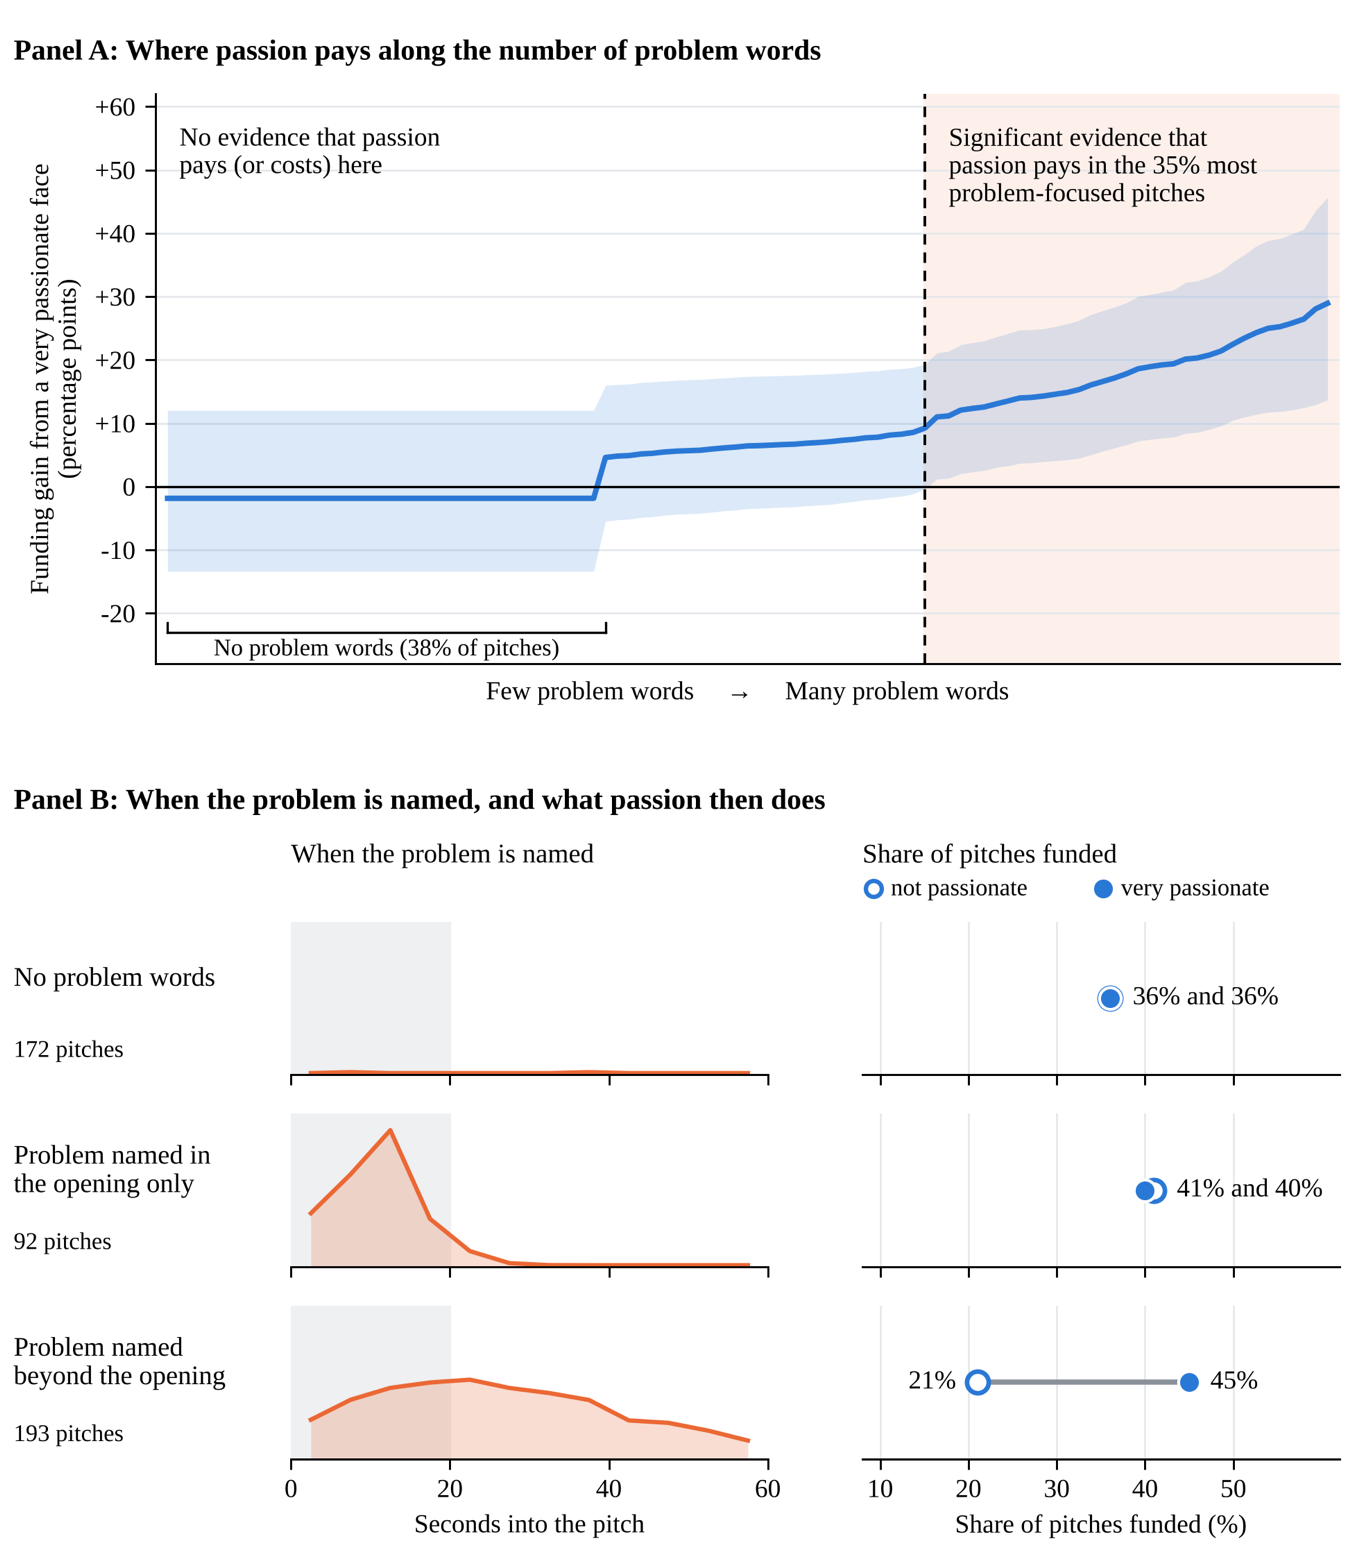 Panel A: Where passion pays along the number of problem words
Funding gain from a very passionate face
(percentage points)
+60
+50
+40
+30
+20
+10
0
-10
-20
No evidence that passion
pays (or costs) here
Significant evidence that
passion pays in the 35% most
problem-focused pitches
No problem words (38% of pitches)
Few problem words → Many problem words
Panel B: When the problem is named, and what passion then does
When the problem is named
Share of pitches funded
not passionate
very passionate
No problem words
172 pitches
36% and 36%
Problem named in
the opening only
92 pitches
41% and 40%
Problem named
beyond the opening
193 pitches
21%
45%
0 20 40 60
Seconds into the pitch
10 20 30 40 50
Share of pitches funded (%)